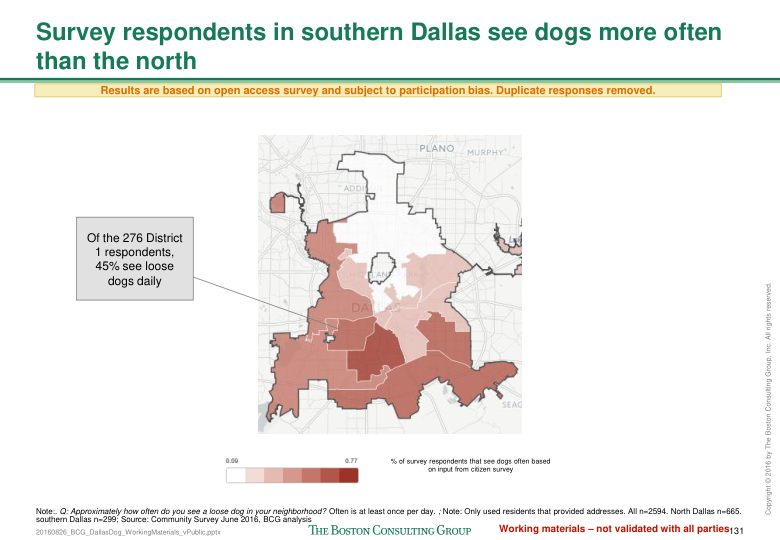 Survey respondents in southern Dallas see dogs more often
than the north
Results are based on open access survey and subject to participation bias. Duplicate responses removed.
PLANO
MURPHY
ADDI
Of the 276 District
1 respondents,
45% see loose
dogs daily
DALLAS
SEAG
0.09
0.77
% of survey respondents that see dogs often based
on input from citizen survey
Note:. Q: Approximately how often do you see a loose dog in your neighborhood? Often is at least once per day. ; Note: Only used residents that provided addresses. All n=2594. North Dallas n=665.
southern Dallas n=299; Source: Community Survey June 2016, BCG analysis
20160826_BCG_DallasDog_WorkingMaterials_vPublic.pptx
THE BOSTON CONSULTING GROUP
Working materials – not validated with all parties
131
Copyright © 2016 by The Boston Consulting Group, Inc. All rights reserved.